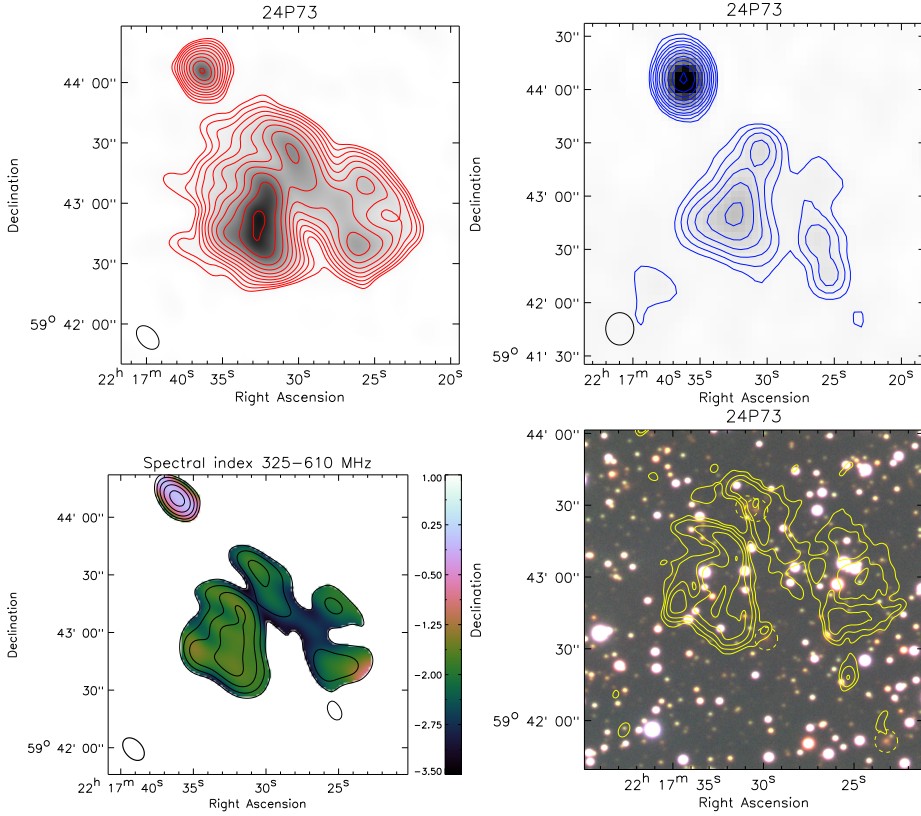 24P73
Declination
44' 00"
30"
43' 00"
30"
59° 42' 00"
22ʰ 17ᵐ 40ˢ 35ˢ 30ˢ 25ˢ 20ˢ
Right Ascension
24P73
Declination
30"
44' 00"
30"
43' 00"
30"
42' 00"
59° 41' 30"
22ʰ 17ᵐ 40ˢ 35ˢ 30ˢ 25ˢ 20ˢ
Right Ascension
Spectral index 325−610 MHz
Declination
44' 00"
30"
43' 00"
30"
59° 42' 00"
22ʰ 17ᵐ 40ˢ 35ˢ 30ˢ 25ˢ
Right Ascension
1.00
0.25
−0.50
−1.25
−2.00
−2.75
−3.50
24P73
Declination
44' 00"
30"
43' 00"
30"
59° 42' 00"
22ʰ 17ᵐ 35ˢ 30ˢ 25ˢ
Right Ascension